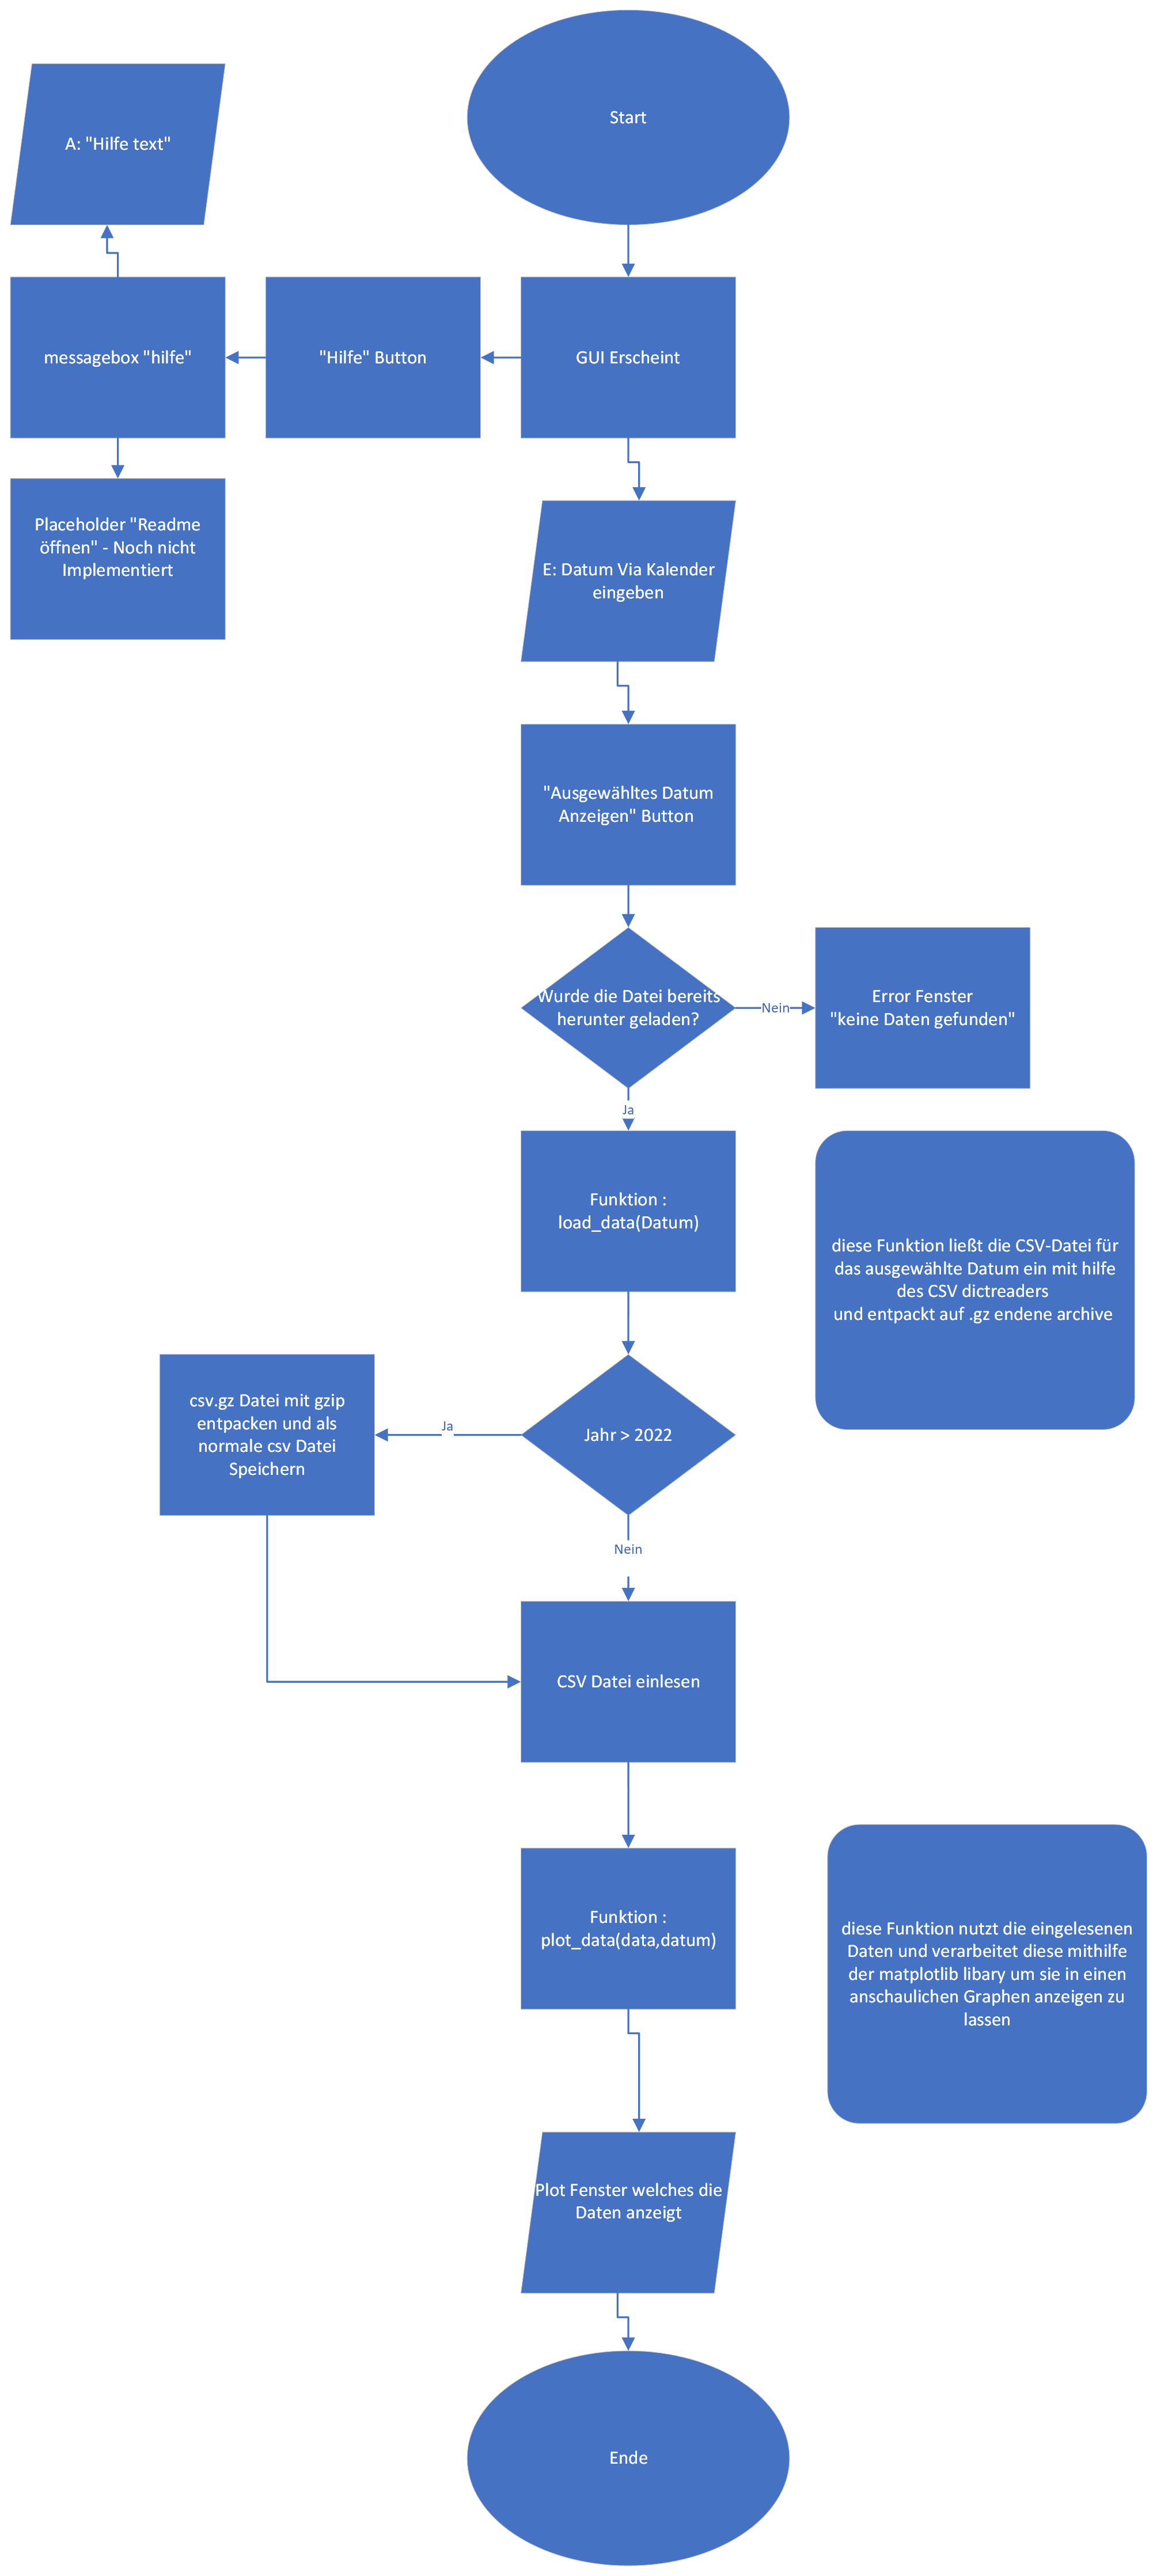 Start
A: "Hilfe text"
messagebox "hilfe"
"Hilfe" Button
GUI Erscheint
Placeholder "Readme
öffnen" - Noch nicht
Implementiert
E: Datum Via Kalender
eingeben
"Ausgewähltes Datum
Anzeigen" Button
Wurde die Datei bereits
herunter geladen?
Nein
Error Fenster
"keine Daten gefunden"
Ja
Funktion :
load_data(Datum)
diese Funktion ließt die CSV-Datei für
das ausgewählte Datum ein mit hilfe
des CSV dictreaders
und entpackt auf .gz endene archive
csv.gz Datei mit gzip
entpacken und als
normale csv Datei
Speichern
Ja
Jahr > 2022
Nein
CSV Datei einlesen
Funktion :
plot_data(data,datum)
diese Funktion nutzt die eingelesenen
Daten und verarbeitet diese mithilfe
der matplotlib libary um sie in einen
anschaulichen Graphen anzeigen zu
lassen
Plot Fenster welches die
Daten anzeigt
Ende